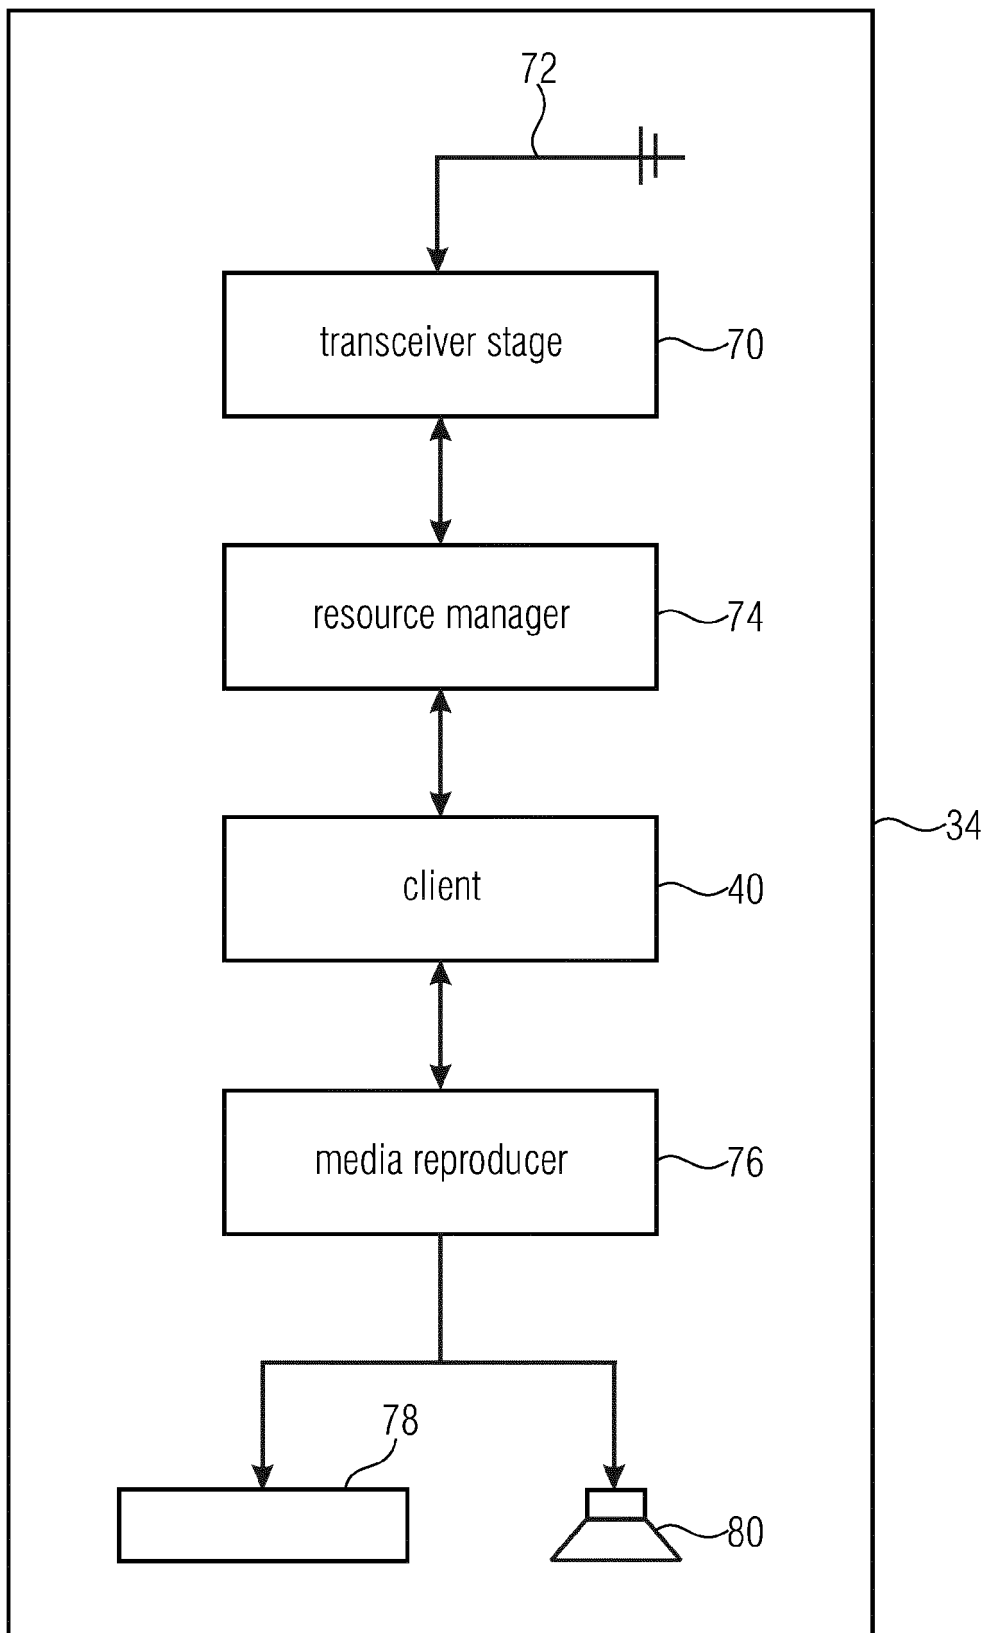 72
transceiver stage
70
resource manager
74
34
client
40
media reproducer
76
78
80